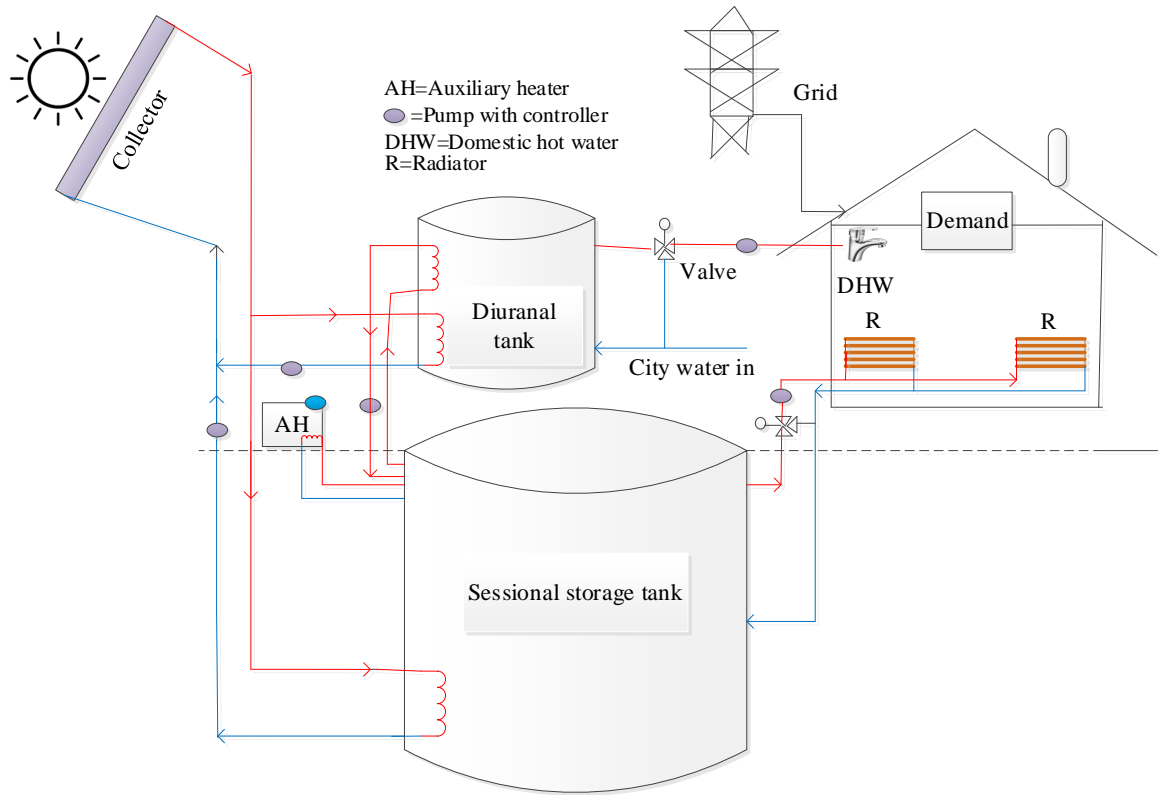 Collector
AH=Auxiliary heater
=Pump with controller
DHW=Domestic hot water
R=Radiator
Grid
Demand
Valve
DHW
Diuranal
tank
R
R
City water in
AH
Sessional storage tank